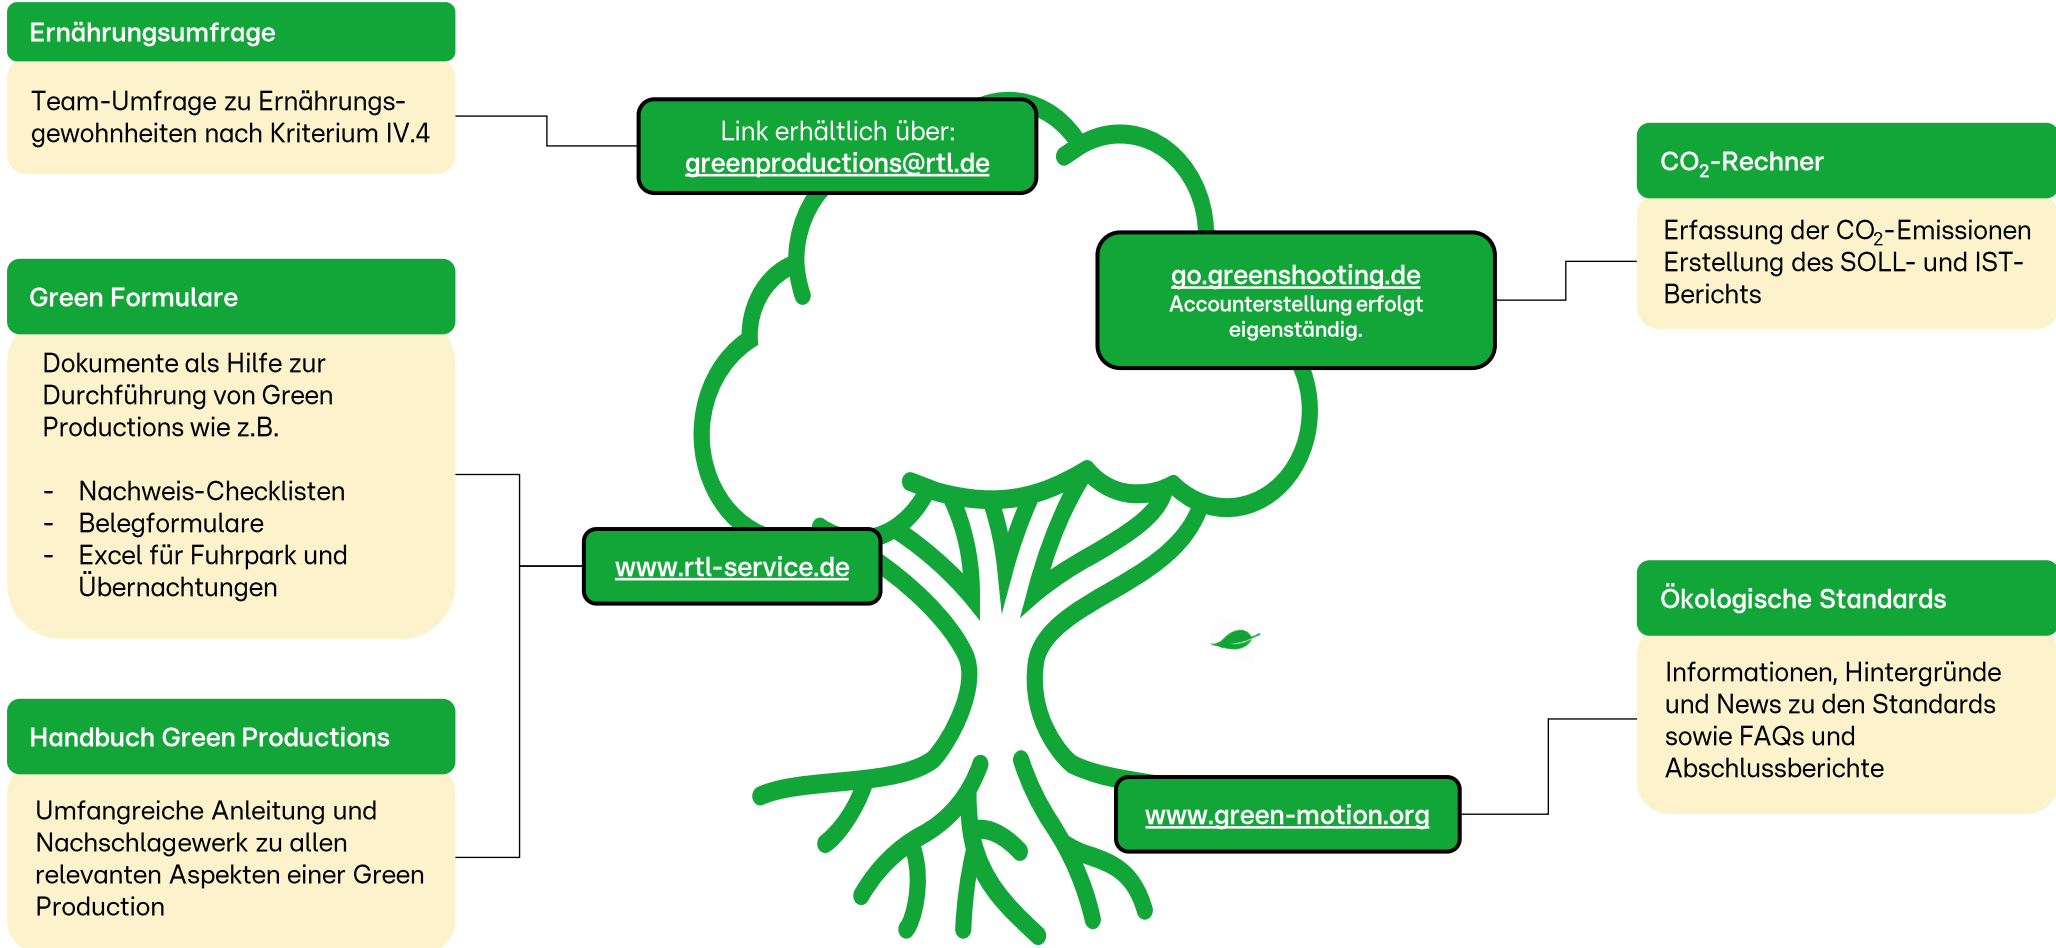 Ernährungsumfrage
Team-Umfrage zu Ernährungs-
gewohnheiten nach Kriterium IV.4
Link erhältlich über:
greenproductions@rtl.de
Green Formulare
Dokumente als Hilfe zur
Durchführung von Green
Productions wie z.B.
- Nachweis-Checklisten
- Belegformulare
- Excel für Fuhrpark und
Übernachtungen
Handbuch Green Productions
Umfangreiche Anleitung und
Nachschlagewerk zu allen
relevanten Aspekten einer Green
Production
www.rtl-service.de
CO₂-Rechner
Erfassung der CO₂-Emissionen
Erstellung des SOLL- und IST-
Berichts
go.greenshooting.de
Accounterstellung erfolgt
eigenständig.
Ökologische Standards
Informationen, Hintergründe
und News zu den Standards
sowie FAQs und
Abschlussberichte
www.green-motion.org